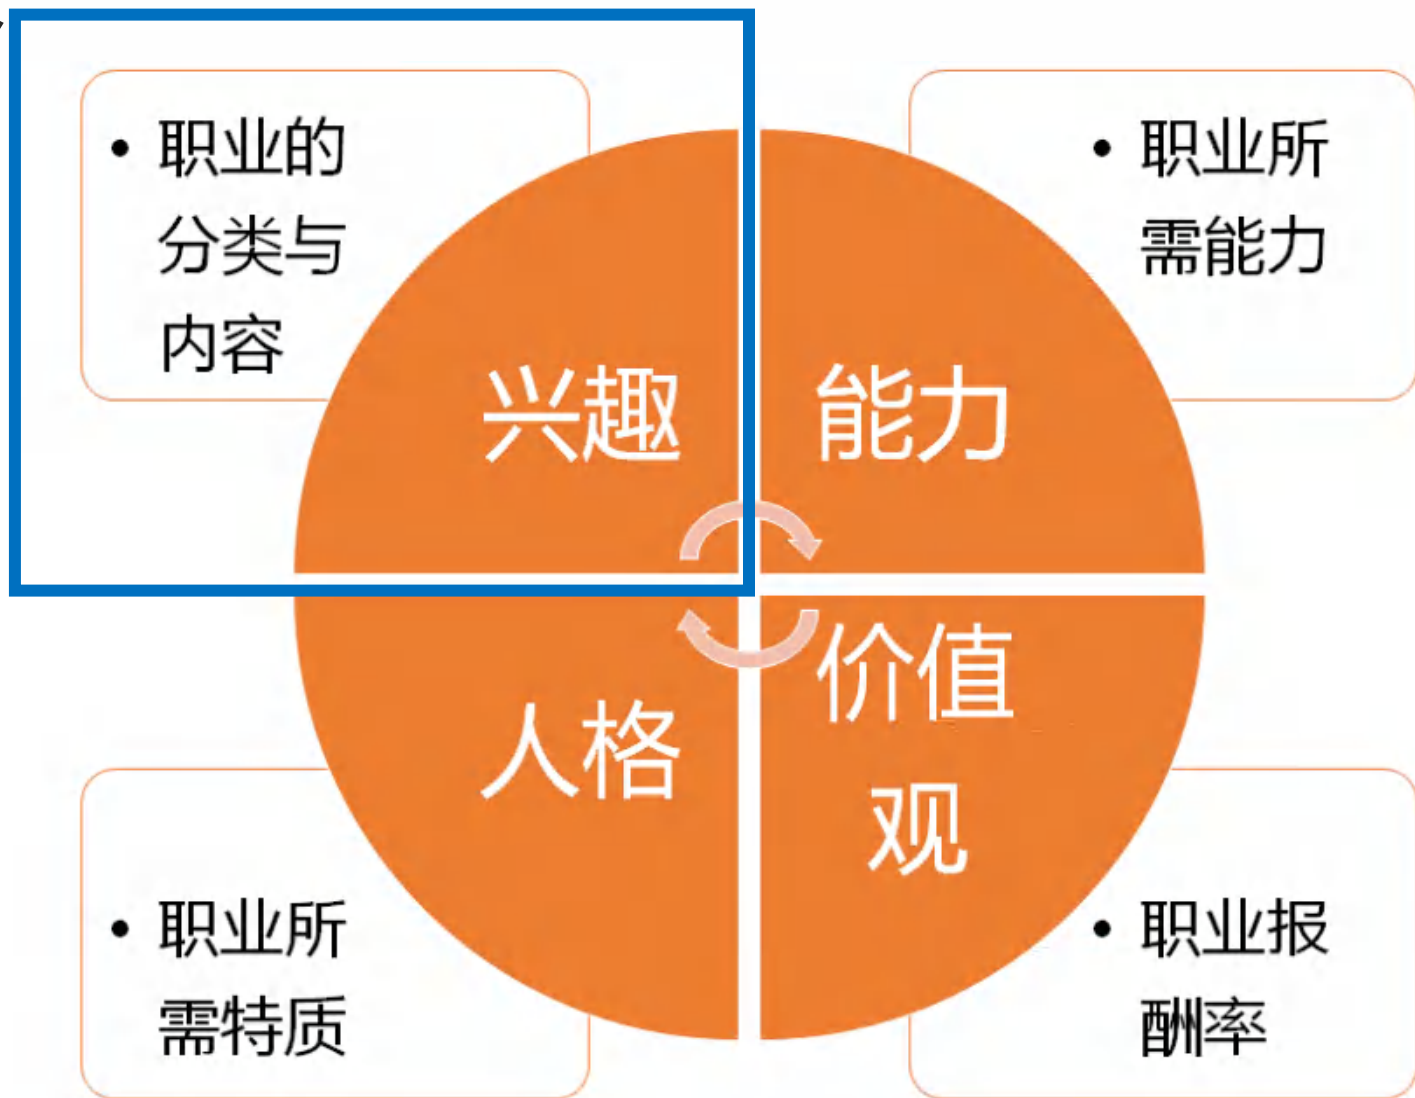 • 职业的
分类与
内容
兴趣
• 职业所
需能力
能力
人格
• 职业所
需特质
价值
观
• 职业报
酬率